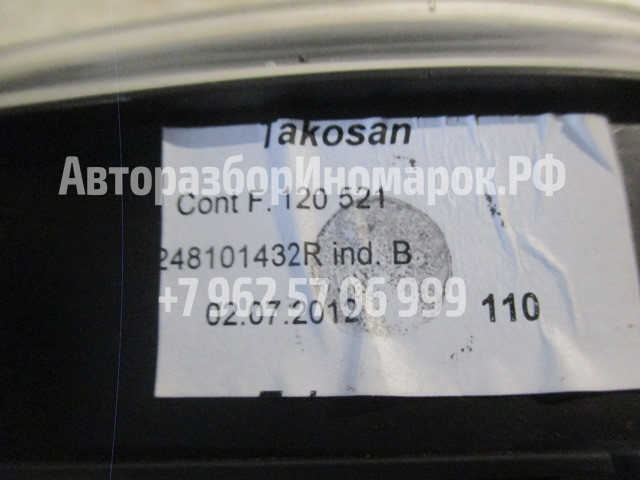 Takosan
АвторазборИномарок.РФ
Cont F. 120 521
248101432R ind. B
+7 962 57 06 999
02.07.2012
110